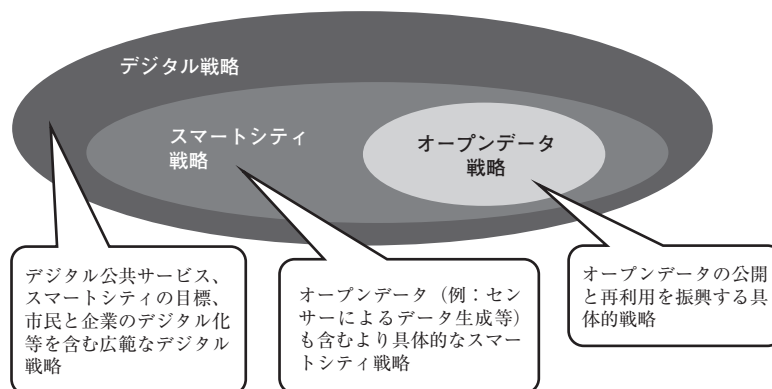 デジタル戦略
スマートシティ
戦略
オープンデータ
戦略
デジタル公共サービス、
スマートシティの目標、
市民と企業のデジタル化
等を含む広範なデジタル
戦略
オープンデータ（例：セン
サーによるデータ生成等）
も含むより具体的なスマー
トシティ戦略
オープンデータの公開
と再利用を振興する具
体的戦略